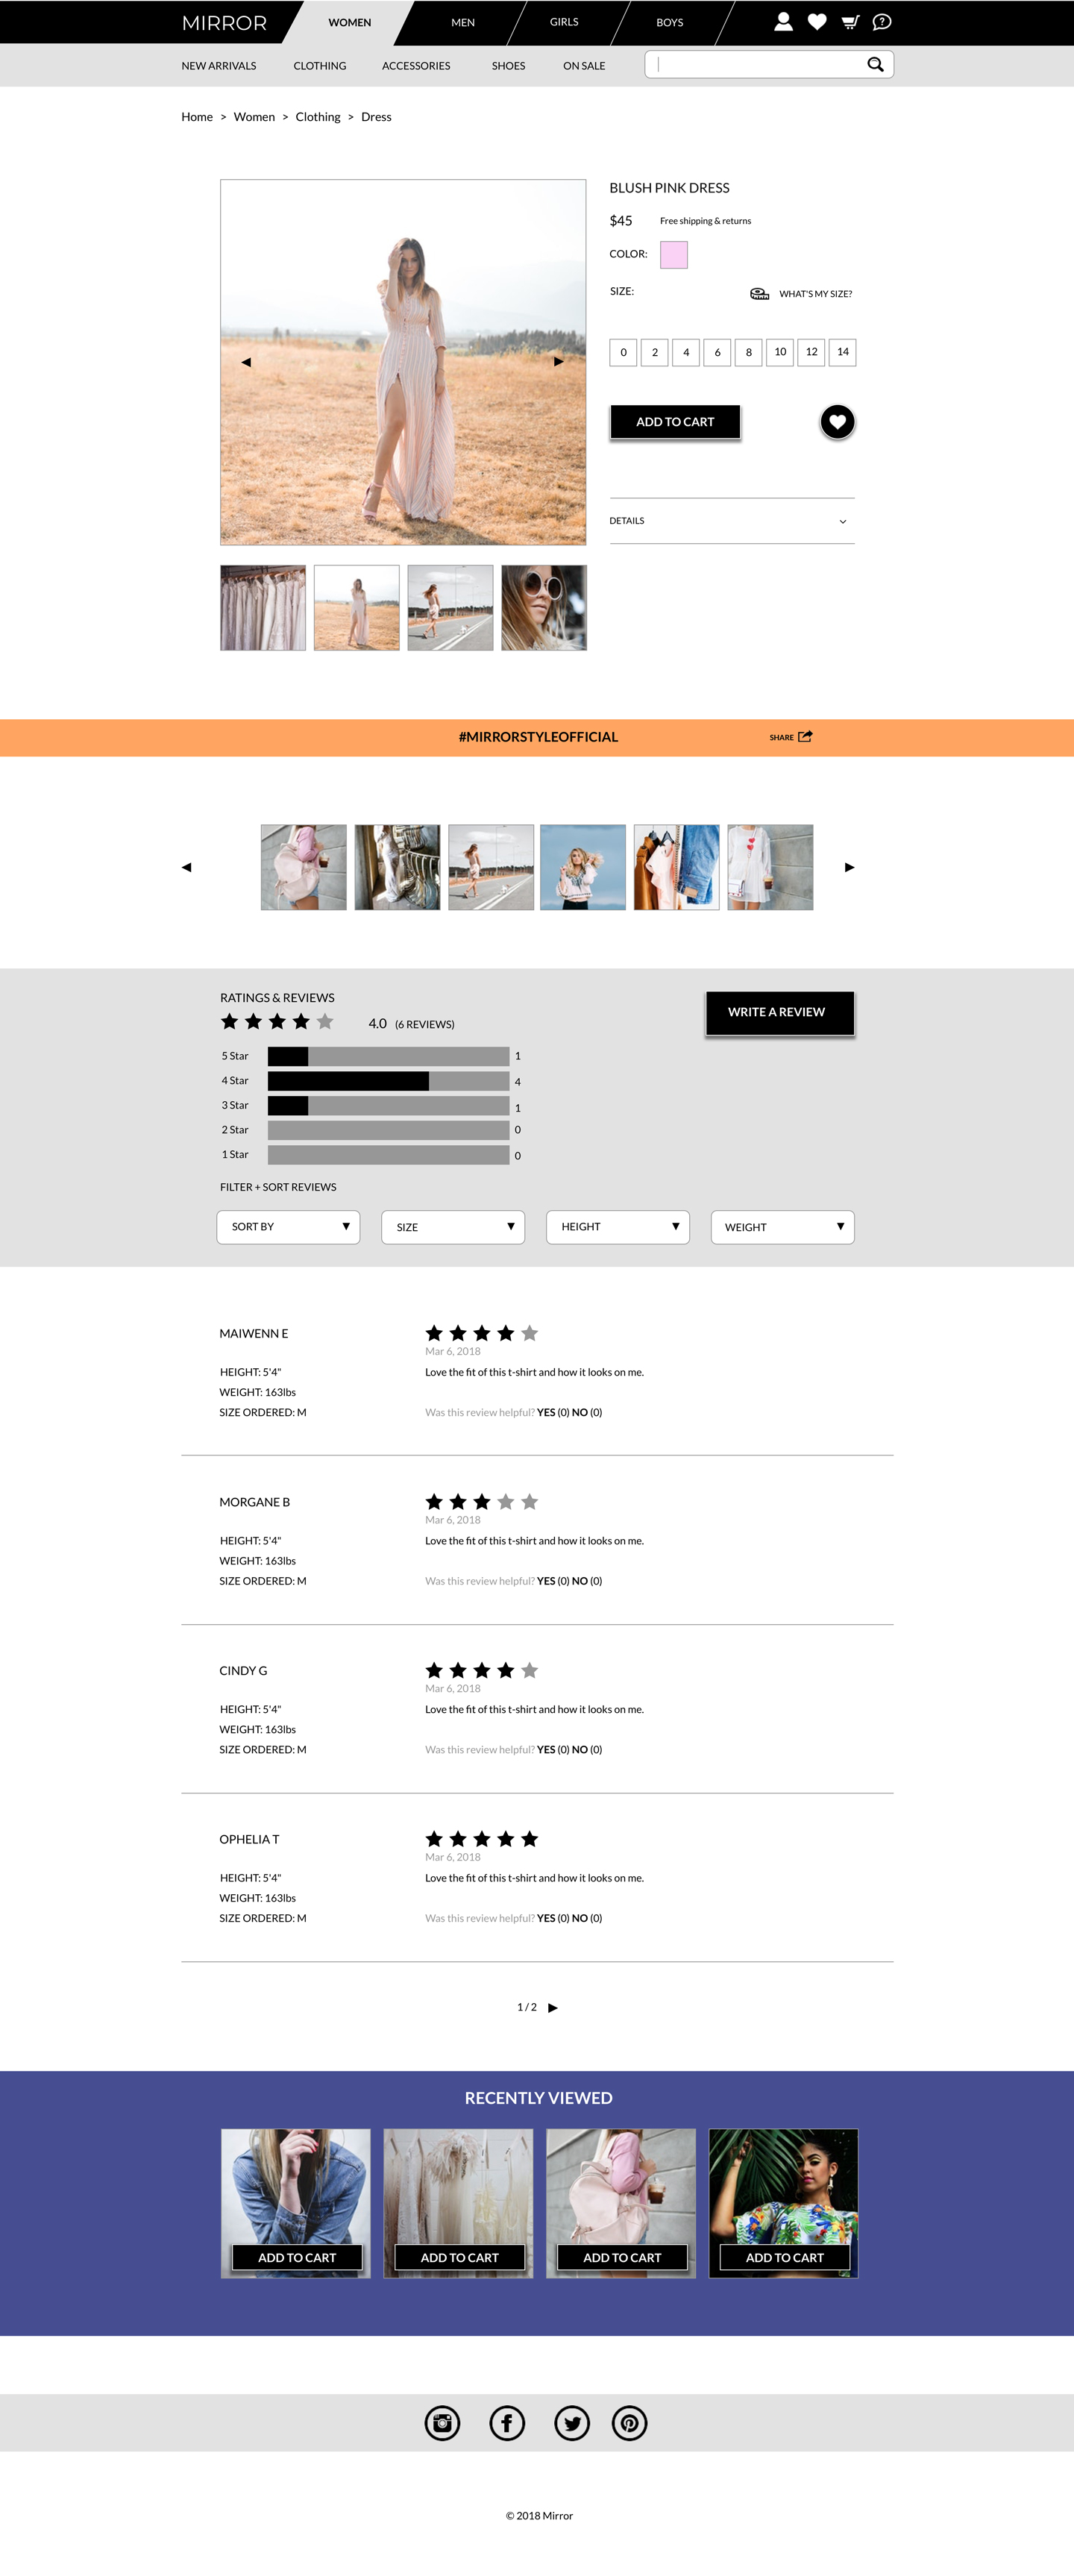 MIRROR WOMEN MEN GIRLS BOYS
NEW ARRIVALS CLOTHING ACCESSORIES SHOES ON SALE
Home > Women > Clothing > Dress
BLUSH PINK DRESS
$45 Free shipping & returns
COLOR:
SIZE: WHAT'S MY SIZE?
0 2 4 6 8 10 12 14
ADD TO CART
DETAILS
#MIRRORSTYLEOFFICIAL SHARE
RATINGS & REVIEWS
4.0 (6 REVIEWS)
WRITE A REVIEW
5 Star 1
4 Star 4
3 Star 1
2 Star 0
1 Star 0
FILTER + SORT REVIEWS
SORT BY SIZE HEIGHT WEIGHT
MAIWENN E
Mar 6, 2018
HEIGHT: 5'4" Love the fit of this t-shirt and how it looks on me.
WEIGHT: 163lbs
SIZE ORDERED: M Was this review helpful? YES (0) NO (0)
MORGANE B
Mar 6, 2018
HEIGHT: 5'4" Love the fit of this t-shirt and how it looks on me.
WEIGHT: 163lbs
SIZE ORDERED: M Was this review helpful? YES (0) NO (0)
CINDY G
Mar 6, 2018
HEIGHT: 5'4" Love the fit of this t-shirt and how it looks on me.
WEIGHT: 163lbs
SIZE ORDERED: M Was this review helpful? YES (0) NO (0)
OPHELIA T
Mar 6, 2018
HEIGHT: 5'4" Love the fit of this t-shirt and how it looks on me.
WEIGHT: 163lbs
SIZE ORDERED: M Was this review helpful? YES (0) NO (0)
1 / 2
RECENTLY VIEWED
ADD TO CART ADD TO CART ADD TO CART ADD TO CART
© 2018 Mirror